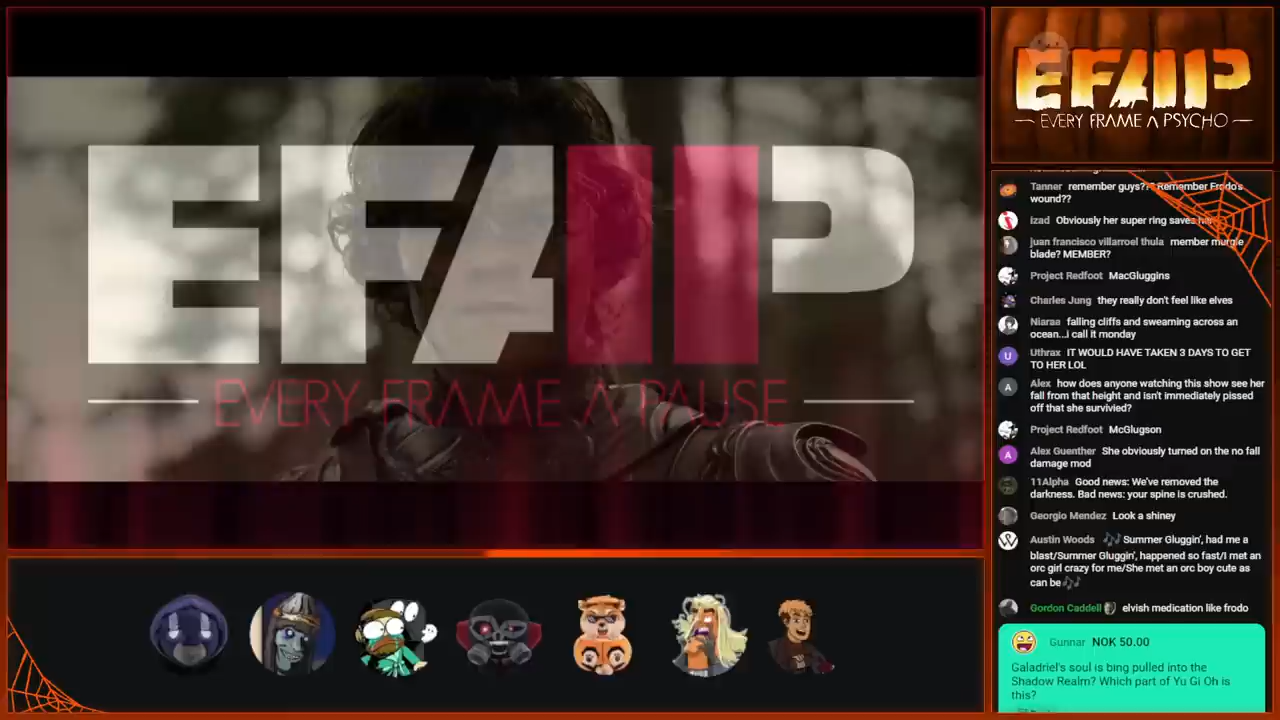 EFAIIP
EVERY FRAME A PAUSE
EFAIIP
EVERY FRAME A PSYCHO
Tanner remember guys??? Remember Frodo's
wound??
Izad Obviously her super ring saves
juan francisco villarroel thula member
blade? MEMBER?
Project Redfoot MacGluggins
Charles Jung they really don't feel like elves
Niaraa falling cliffs and sweaming across an
ocean...i call it monday
Uthrax IT WOULD HAVE TAKEN 3 DAYS TO GET
TO HER LOL
Alex how does anyone watching this show see her
fall from that height and isn't immediately pissed
off that she survivied?
Project Redfoot McGlugson
Alex Guenther She obviously turned on the no fall
damage mod
11Alpha Good news: We've removed the
darkness. Bad news: your spine is crushed.
Georgio Mendez Look a shiney
Austin Woods 🎶 Summer Gluggin', had me a
blast/Summer Gluggin', happened so fast/I met an
orc girl crazy for me/She met an orc boy cute as
can be🎶
Gordon Caddell elvish medication like frodo
Gunnar NOK 50.00
Galadriel's soul is bing pulled into the
Shadow Realm? Which part of Yu Gi Oh is
this?